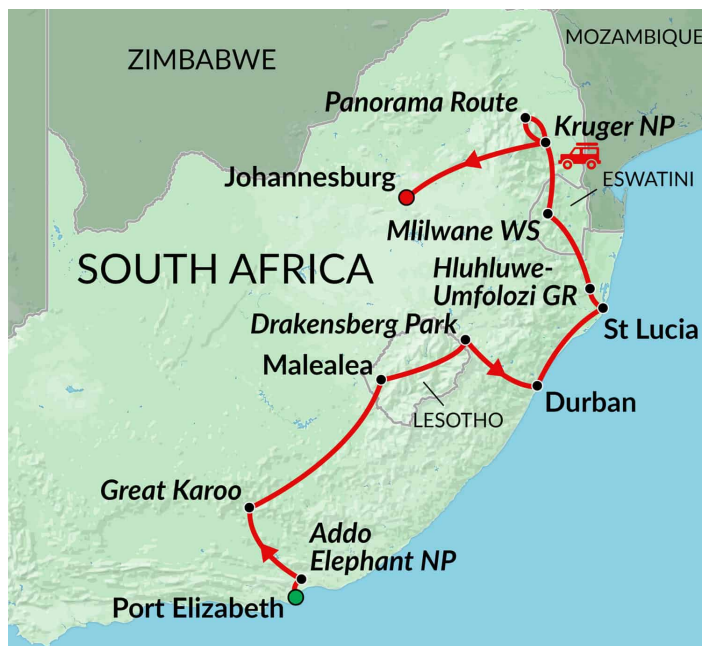 MOZAMBIQUE
ZIMBABWE
Panorama Route
Kruger NP
Johannesburg
ESWATINI
Mlilwane WS
SOUTH AFRICA
Hluhluwe-
Umfolozi GR
Drakensberg Park
St Lucia
Malealea
Durban
LESOTHO
Great Karoo
Addo
Elephant NP
Port Elizabeth